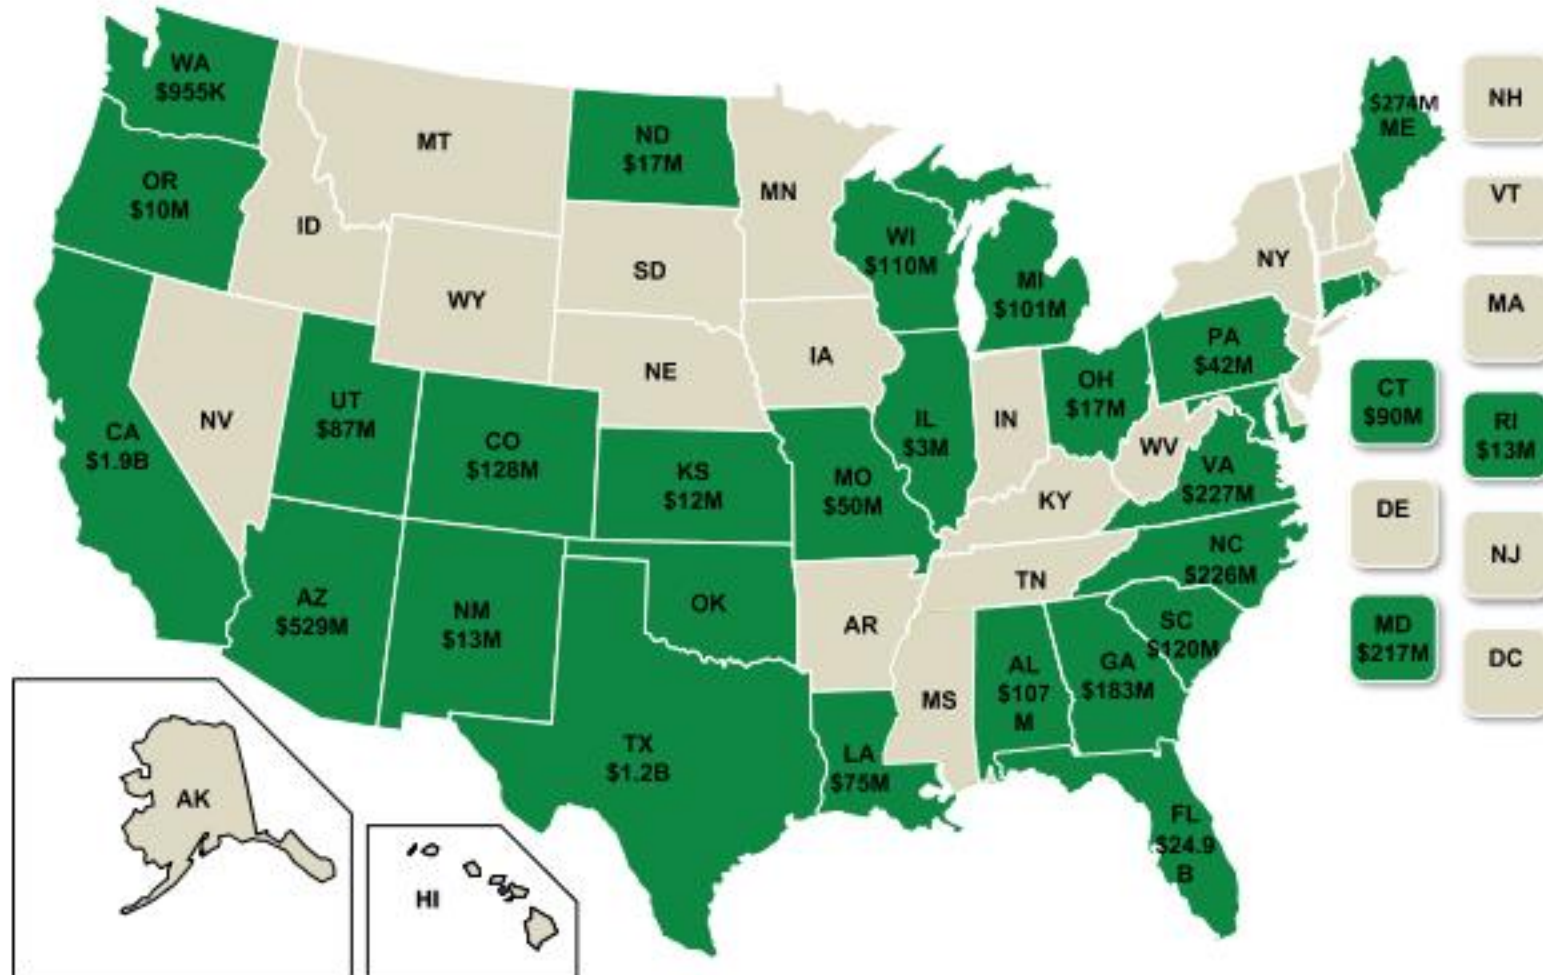 WA
$955K
OR
$10M
CA
$1.9B
NV
ID
MT
WY
UT
$87M
CO
$128M
AZ
$529M
NM
$13M
ND
$17M
SD
NE
KS
$12M
OK
TX
$1.2B
MN
IA
MO
$50M
AR
LA
$75M
WI
$110M
IL
$3M
MI
$101M
IN
OH
$17M
KY
TN
MS
AL
$107
M
GA
$183M
FL
$24.9
B
SC
$120M
NC
$226M
VA
$227M
WV
PA
$42M
NY
$274M
ME
NH
VT
MA
CT
$90M
RI
$13M
DE
NJ
MD
$217M
DC
AK
HI